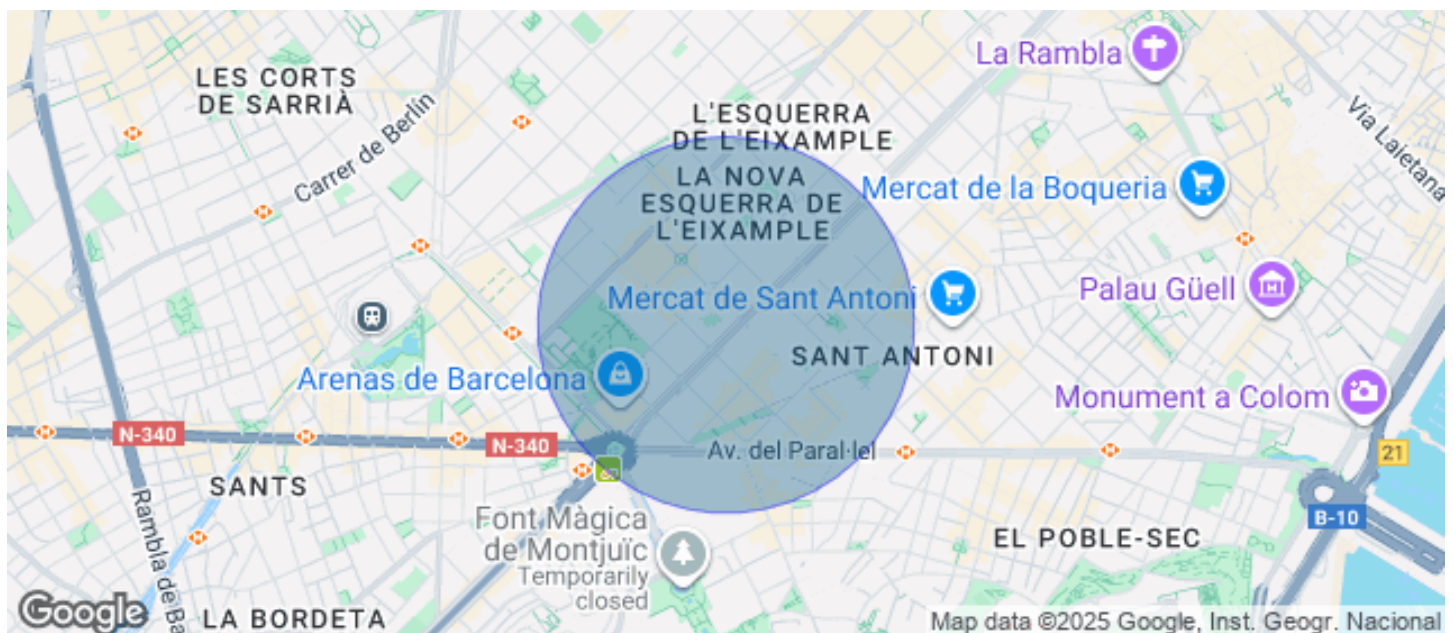 LES CORTS
DE SARRIÀ
Carrer de Berlín
L'ESQUERRA
DE L'EIXAMPLE
LA NOVA
ESQUERRA DE
L'EIXAMPLE
La Rambla
Via Laietana
Mercat de la Boqueria
Mercat de Sant Antoni
Palau Güell
SANT ANTONI
Arenas de Barcelona
Monument a Colom
N-340
N-340
Av. del Paral·lel
21
SANTS
Rambla de Ba
B-10
Font Màgica
de Montjuïc
Temporarily
closed
EL POBLE-SEC
LA BORDETA
Google
Map data ©2025 Google, Inst. Geogr. Nacional